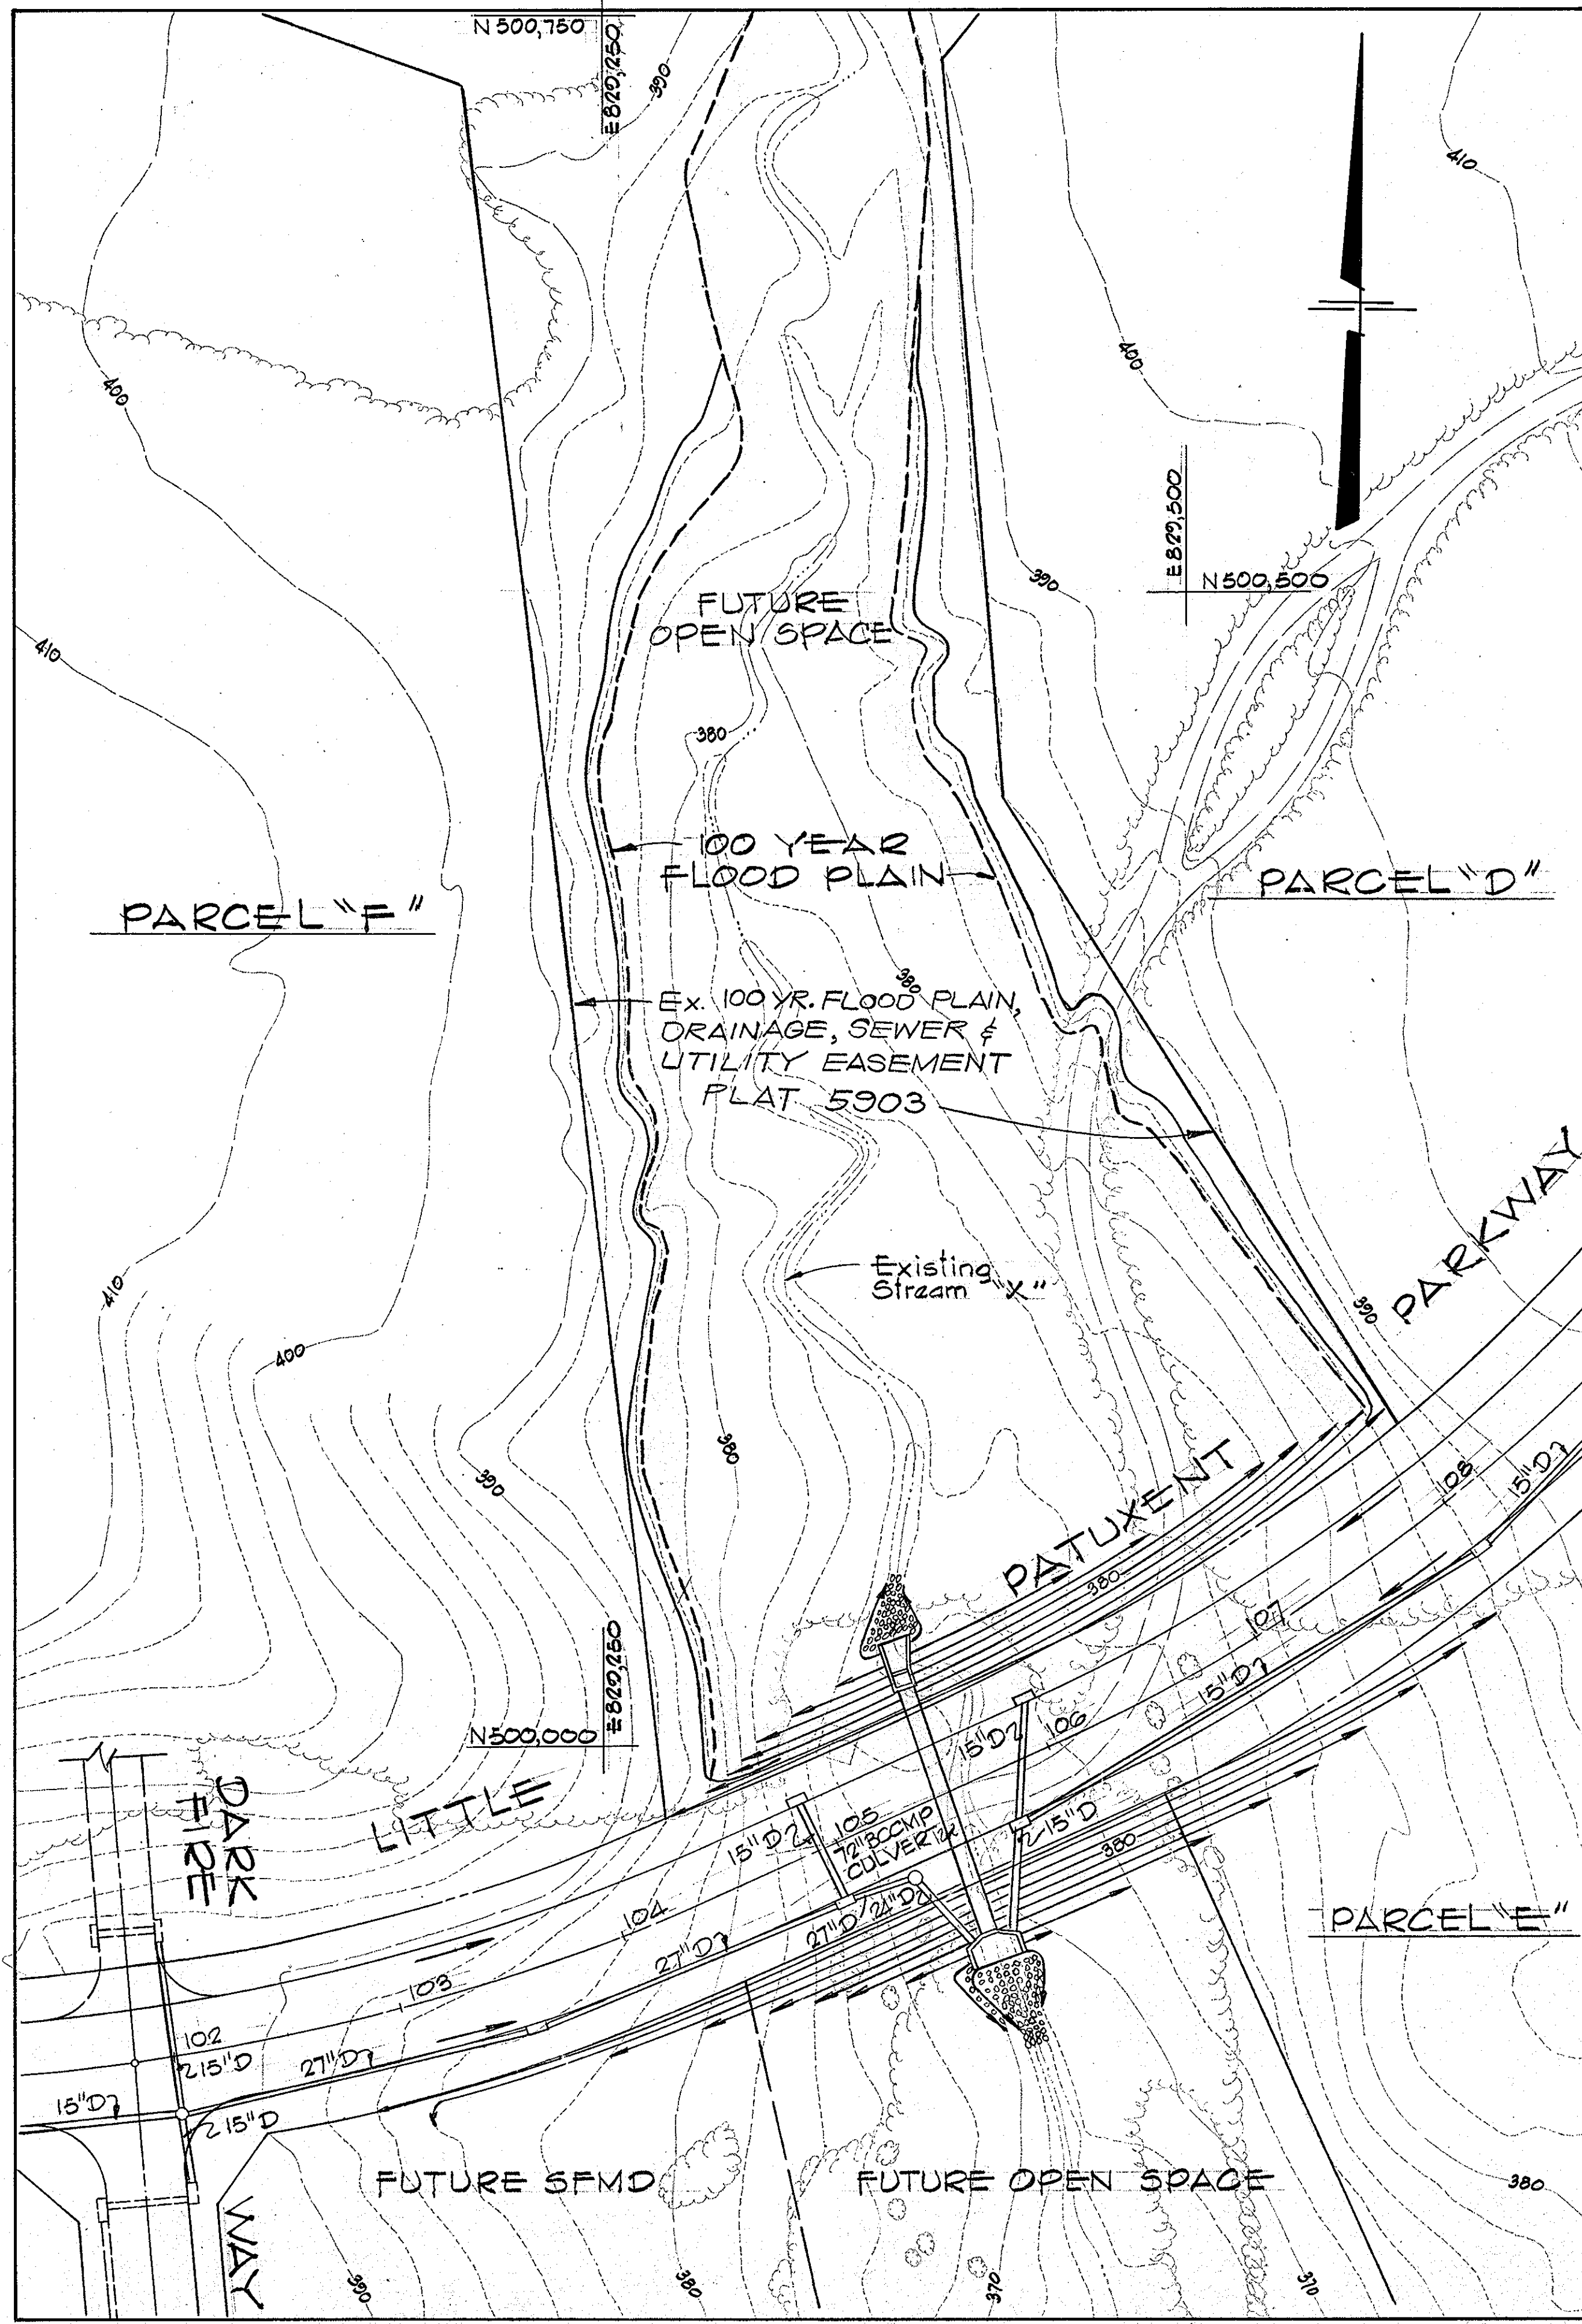 N 500,750
E 829,250
390
410
400
400
E 829,500
N 500,500
390
FUTURE
OPEN SPACE
410
380
100 YEAR
FLOOD PLAIN
PARCEL "F"
PARCEL "D"
380
Ex. 100 YR. FLOOD PLAIN,
DRAINAGE, SEWER &
UTILITY EASEMENT
PLAT 5903
PARKWAY
Existing
Stream "X"
410
390
400
380
390
PATUXENT
108
15"D
380
107
15"D
E 829,250
N 500,000
15"D
106
DARK
FIRE
LITTLE
15"D
105
72" BCCMP
CULVERT
15"D
380
104
27"D
27"D
21"D
PARCEL "E"
103
102
15"D
27"D
15"D
15"D
FUTURE SFMD
FUTURE OPEN SPACE
380
WAY
390
380
370
370